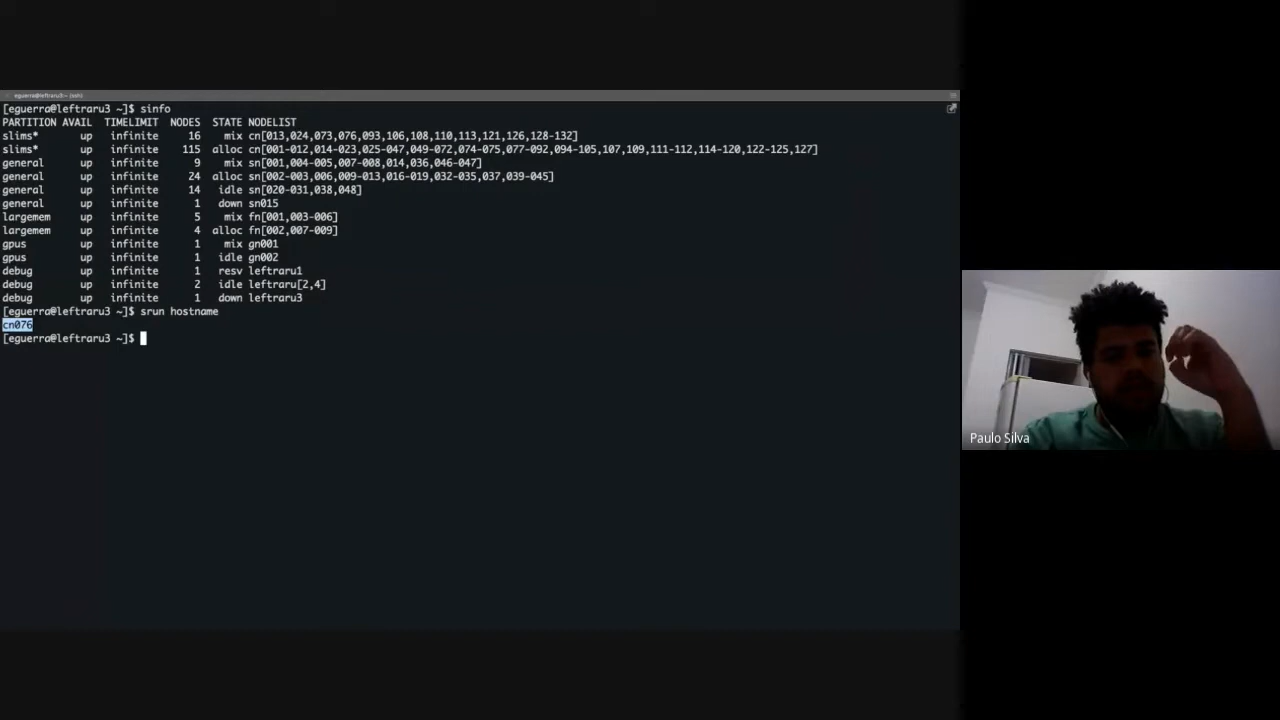 eguerra@leftraru3:~ (ssh)
[eguerra@leftraru3 ~]$ sinfo
PARTITION AVAIL  TIMELIMIT  NODES  STATE NODELIST
slims*       up   infinite     16    mix cn[013,024,073,076,093,106,108,110,113,121,126,128-132]
slims*       up   infinite    115  alloc cn[001-012,014-023,025-047,049-072,074-075,077-092,094-105,107,109,111-112,114-120,122-125,127]
general      up   infinite      9    mix sn[001,004-005,007-008,014,036,046-047]
general      up   infinite     24  alloc sn[002-003,006,009-013,016-019,032-035,037,039-045]
general      up   infinite     14   idle sn[020-031,038,048]
general      up   infinite      1   down sn015
largemem     up   infinite      5    mix fn[001,003-006]
largemem     up   infinite      4  alloc fn[002,007-009]
gpus         up   infinite      1    mix gn001
gpus         up   infinite      1   idle gn002
debug        up   infinite      1   resv leftraru1
debug        up   infinite      2   idle leftraru[2,4]
debug        up   infinite      1   down leftraru3
[eguerra@leftraru3 ~]$ srun hostname
cn076
[eguerra@leftraru3 ~]$
Paulo Silva